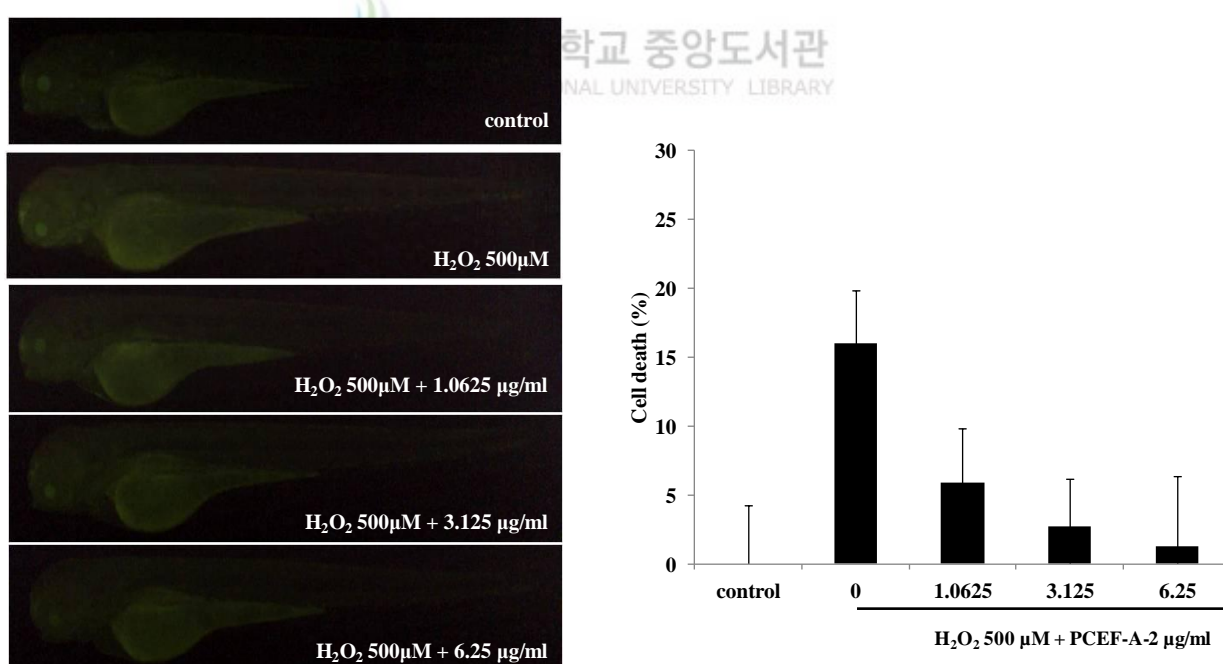 학교 중앙도서관
NAL UNIVERSITY LIBRARY
control
H₂O₂ 500µM
H₂O₂ 500µM + 1.0625 µg/ml
H₂O₂ 500µM + 3.125 µg/ml
H₂O₂ 500µM + 6.25 µg/ml
Cell death (%)
30
25
20
15
10
5
0
control 0 1.0625 3.125 6.25
H₂O₂ 500 µM + PCEF-A-2 µg/ml